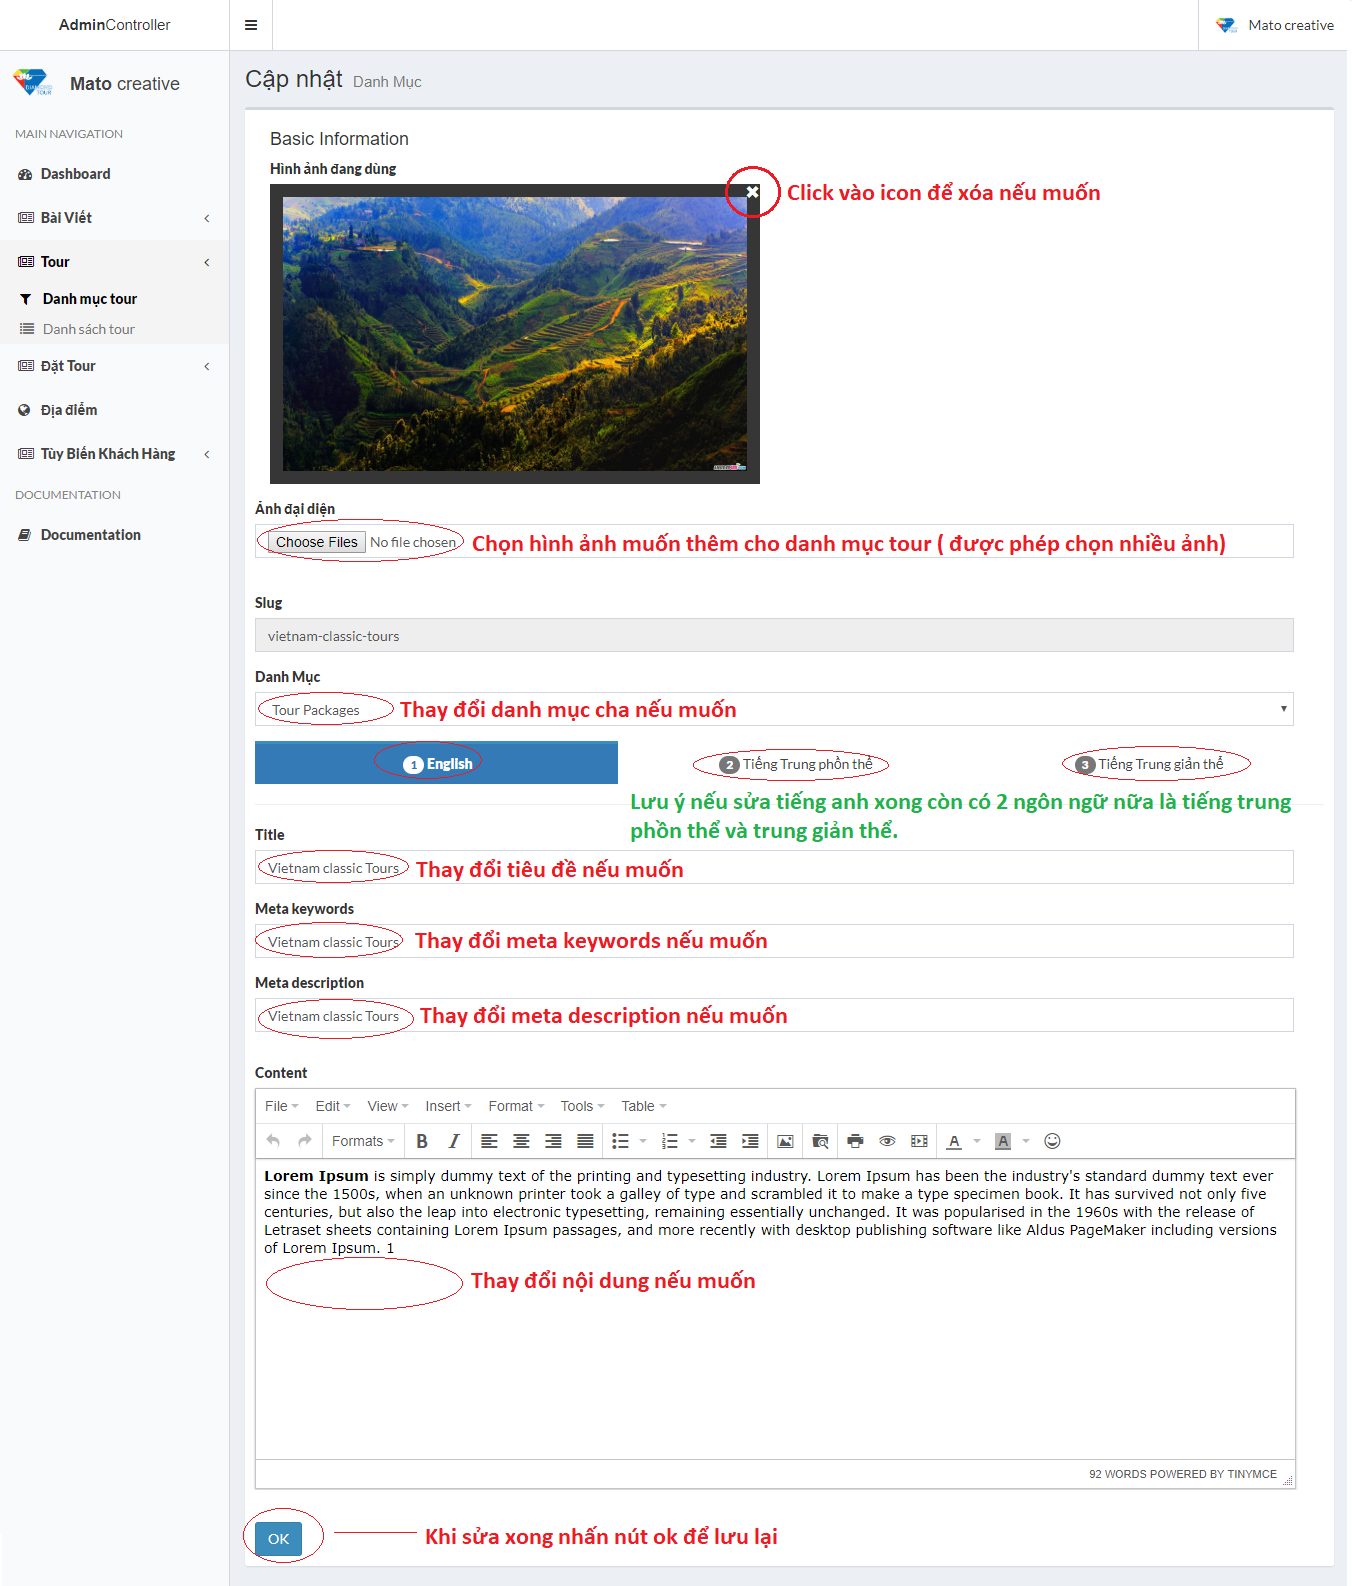 AdminController
Mato creative
Mato creative
MAIN NAVIGATION
Dashboard
Bài Viết
Tour
Danh mục tour
Danh sách tour
Đặt Tour
Địa điểm
Tùy Biến Khách Hàng
DOCUMENTATION
Documentation
Cập nhật Danh Mục
Basic Information
Hình ảnh đang dùng
Click vào icon để xóa nếu muốn
Ảnh đại diện
Choose Files No file chosen
Chọn hình ảnh muốn thêm cho danh mục tour ( được phép chọn nhiều ảnh)
Slug
vietnam-classic-tours
Danh Mục
Tour Packages
Thay đổi danh mục cha nếu muốn
1 English
2 Tiếng Trung phồn thể
3 Tiếng Trung giản thể
Lưu ý nếu sửa tiếng anh xong còn có 2 ngôn ngữ nữa là tiếng trung
phồn thể và trung giản thể.
Title
Vietnam classic Tours
Thay đổi tiêu đề nếu muốn
Meta keywords
Vietnam classic Tours
Thay đổi meta keywords nếu muốn
Meta description
Vietnam classic Tours
Thay đổi meta description nếu muốn
Content
File Edit View Insert Format Tools Table
Formats B I A A
Lorem Ipsum is simply dummy text of the printing and typesetting industry. Lorem Ipsum has been the industry's standard dummy text ever
since the 1500s, when an unknown printer took a galley of type and scrambled it to make a type specimen book. It has survived not only five
centuries, but also the leap into electronic typesetting, remaining essentially unchanged. It was popularised in the 1960s with the release of
Letraset sheets containing Lorem Ipsum passages, and more recently with desktop publishing software like Aldus PageMaker including versions
of Lorem Ipsum. 1
Thay đổi nội dung nếu muốn
92 WORDS POWERED BY TINYMCE
OK
Khi sửa xong nhấn nút ok để lưu lại